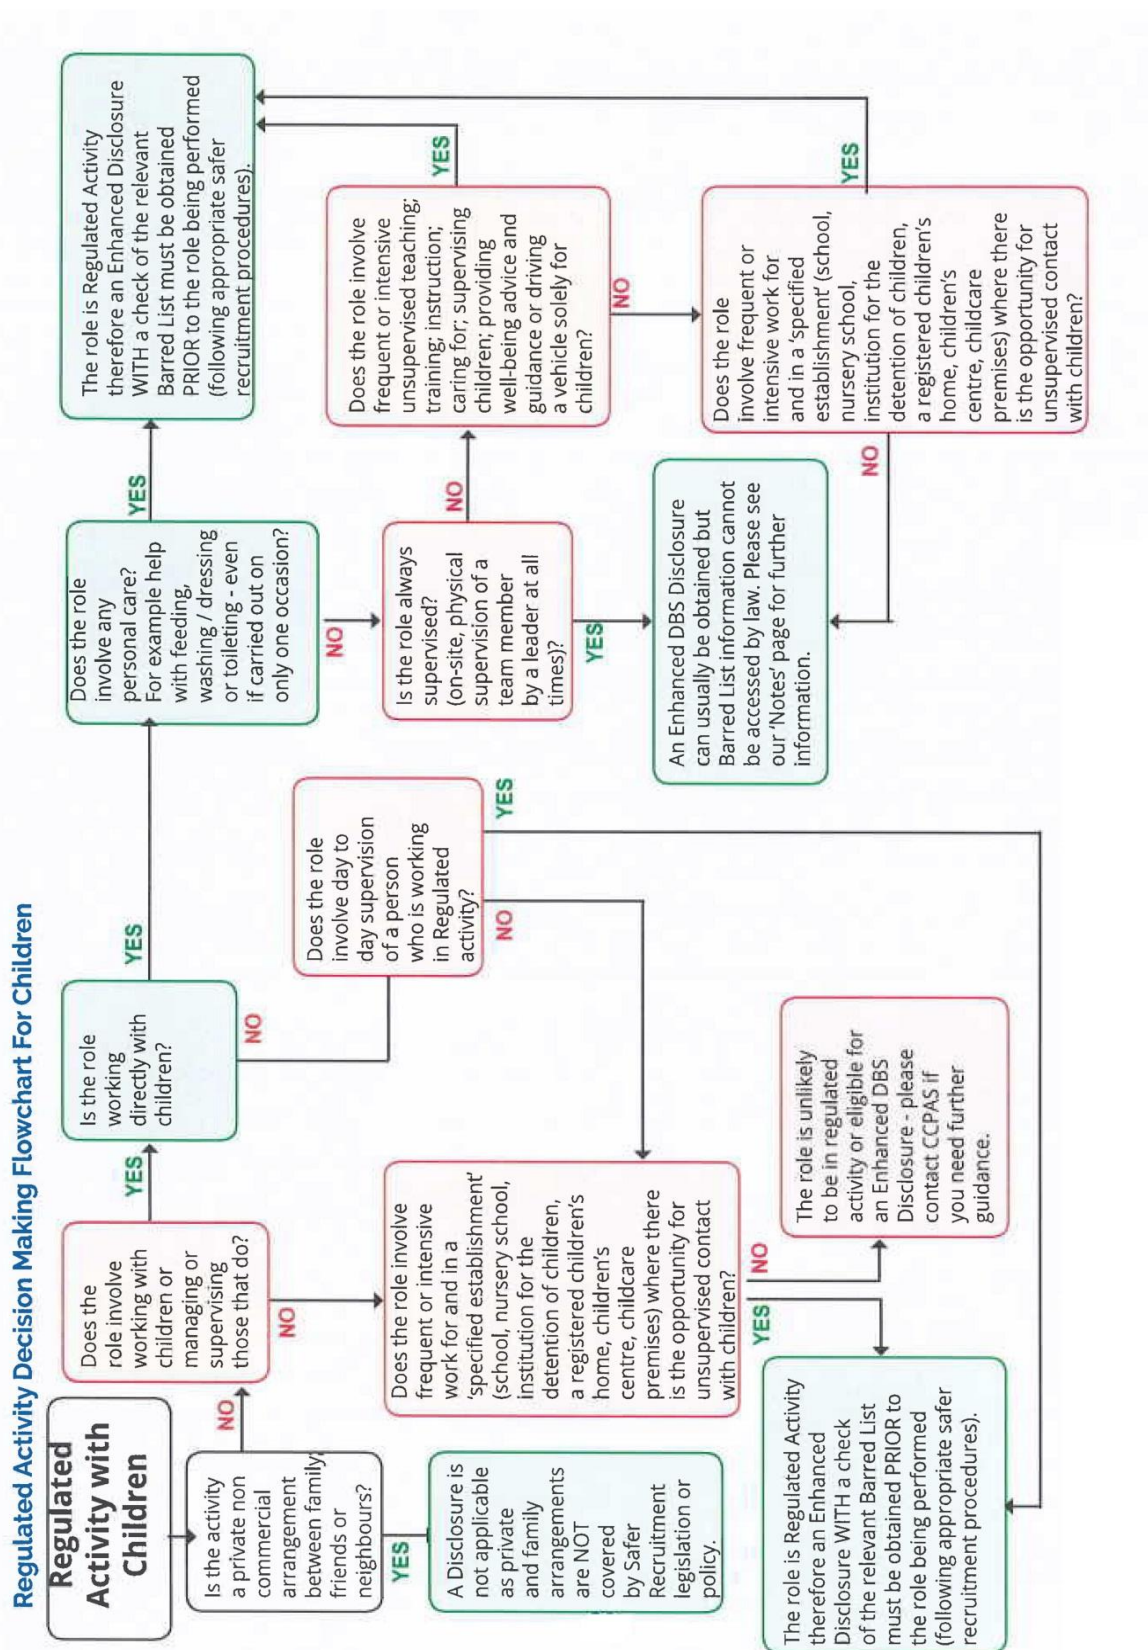 Regulated Activity Decision Making Flowchart For Children
Regulated
Activity with
Children
Is the activity
a private non
commercial
arrangement
between family;
friends or
neighbours?
YES
A Disclosure is
not applicable
as private
and family
arrangements
are NOT
covered
by Safer
Recruitment
legislation or
policy.
NO
Does the
role involve
working with
children or
managing or
supervising
those that do?
YES
NO
Is the role
working
directly with
children?
YES
NO
Does the role
involve any
personal care?
For example help
with feeding,
washing / dressing
or toileting - even
if carried out on
only one occasion?
YES
NO
The role is Regulated Activity
therefore an Enhanced Disclosure
WITH a check of the relevant
Barred List must be obtained
PRIOR to the role being performed
(following appropriate safer
recruitment procedures).
Is the role always
supervised?
(on-site, physical
supervision of a
team member
by a leader at all
times)?
NO
YES
Does the role involve
frequent or intensive
unsupervised teaching;
training; instruction;
caring for; supervising
children; providing
well-being advice and
guidance or driving
a vehicle solely for
children?
YES
NO
Does the role
involve frequent or
intensive work for
and in a 'specified
establishment' (school,
nursery school,
institution for the
detention of children,
a registered children's
home, children's
centre, childcare
premises) where there
is the opportunity for
unsupervised contact
with children?
YES
NO
An Enhanced DBS Disclosure
can usually be obtained but
Barred List information cannot
be accessed by law. Please see
our 'Notes' page for further
information.
Does the role
involve day to
day supervision
of a person
who is working
in Regulated
activity?
NO
YES
Does the role involve
frequent or intensive
work for and in a
'specified establishment'
(school, nursery school,
institution for the
detention of children,
a registered children's
home, children's
centre, childcare
premises) where there
is the opportunity for
unsupervised contact
with children?
YES
NO
The role is unlikely
to be in regulated
activity or eligible for
an Enhanced DBS
Disclosure - please
contact CCPAS if
you need further
guidance.
The role is Regulated Activity
therefore an Enhanced
Disclosure WITH a check
of the relevant Barred List
must be obtained PRIOR to
the role being performed
(following appropriate safer
recruitment procedures).